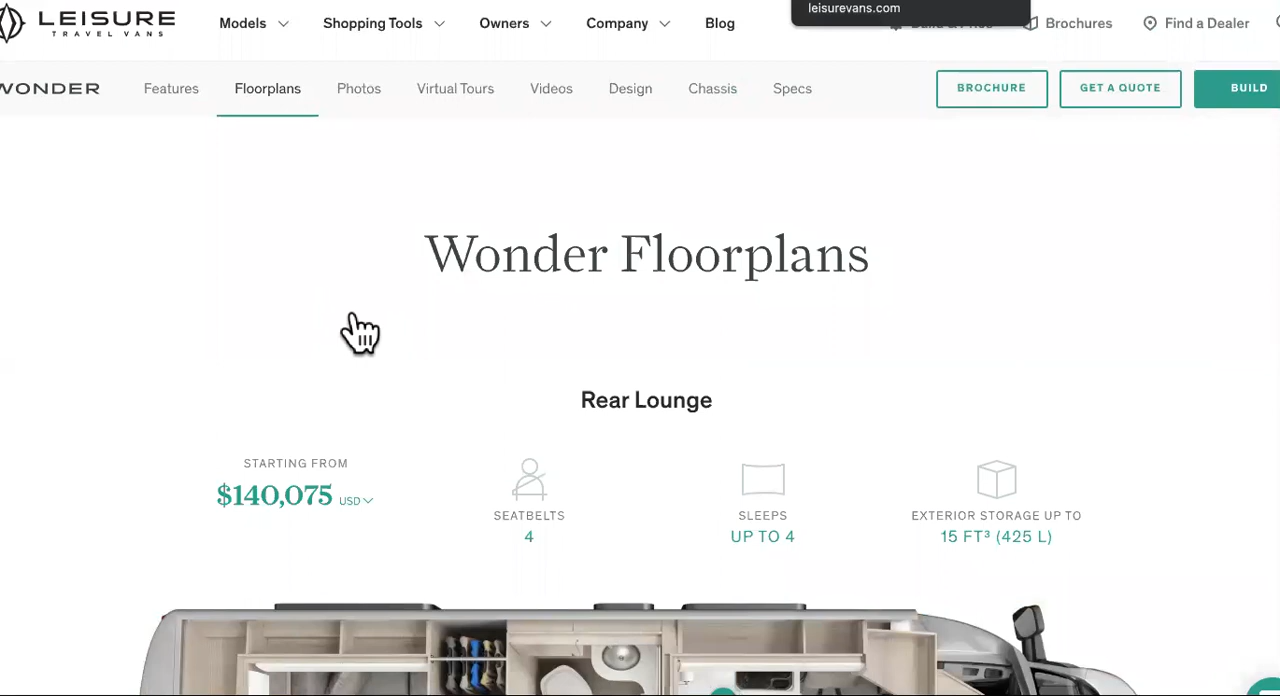 leisurevans.com
LEISURE
TRAVEL VANS
Models
Shopping Tools
Owners
Company
Blog
Build & Price
Brochures
Find a Dealer
WONDER
Features
Floorplans
Photos
Virtual Tours
Videos
Design
Chassis
Specs
BROCHURE
GET A QUOTE
BUILD
Wonder Floorplans
Rear Lounge
STARTING FROM
$140,075 USD
SEATBELTS
4
SLEEPS
UP TO 4
EXTERIOR STORAGE UP TO
15 FT³ (425 L)